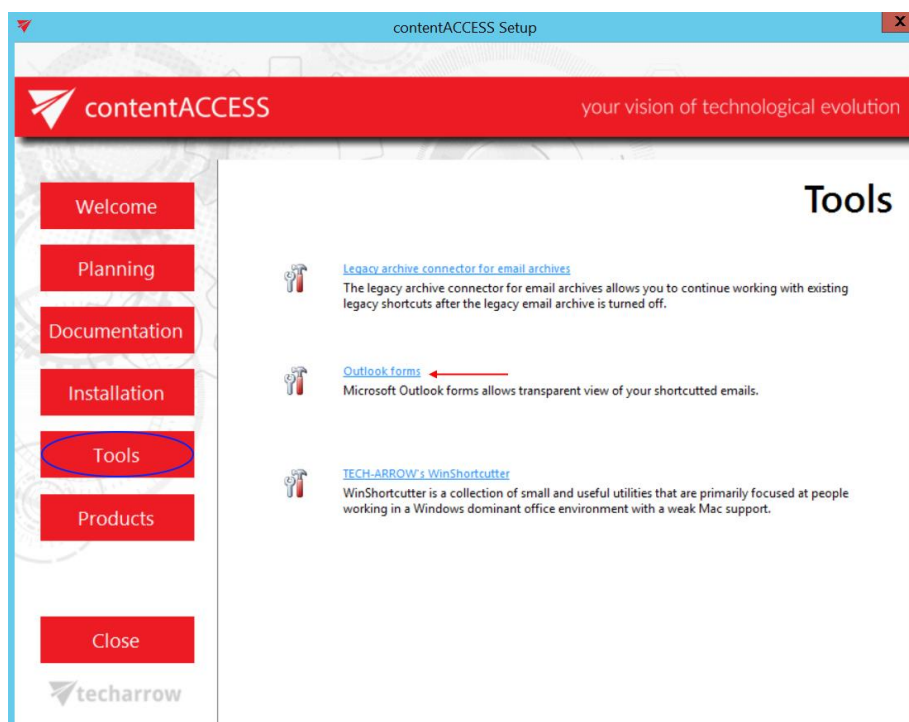 contentACCESS Setup
X
contentACCESS
your vision of technological evolution
Tools
Welcome
Planning
Documentation
Installation
Tools
Products
Close
techarrow
Legacy archive connector for email archives
The legacy archive connector for email archives allows you to continue working with existing
legacy shortcuts after the legacy email archive is turned off.
Outlook forms
Microsoft Outlook forms allows transparent view of your shortcutted emails.
TECH-ARROW's WinShortcutter
WinShortcutter is a collection of small and useful utilities that are primarily focused at people
working in a Windows dominant office environment with a weak Mac support.